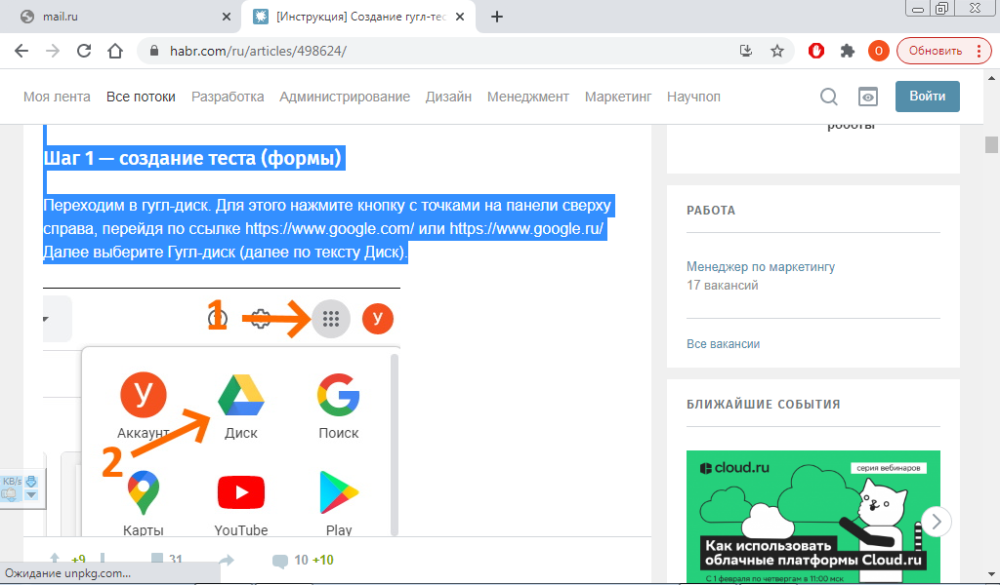 mail.ru
[Инструкция] Создание гугл-тес
habr.com/ru/articles/498624/
О
Обновить
Моя лента Все потоки Разработка Администрирование Дизайн Менеджмент Маркетинг Научпоп
Войти
Шаг 1 — создание теста (формы)
Переходим в гугл-диск. Для этого нажмите кнопку с точками на панели сверху
справа, перейдя по ссылке https://www.google.com/ или https://www.google.ru/
Далее выберите Гугл-диск (далее по тексту Диск).
1
У
У
Аккаунт Диск Поиск
2
Карты YouTube Play
KB/s
+9 31 10 +10
Ожидание unpkg.com...
роботы
РАБОТА
Менеджер по маркетингу
17 вакансий
Все вакансии
БЛИЖАЙШИЕ СОБЫТИЯ
cloud.ru
серия вебинаров
Как использовать
облачные платформы Cloud.ru
С 1 февраля по четвергам в 11:00 мск